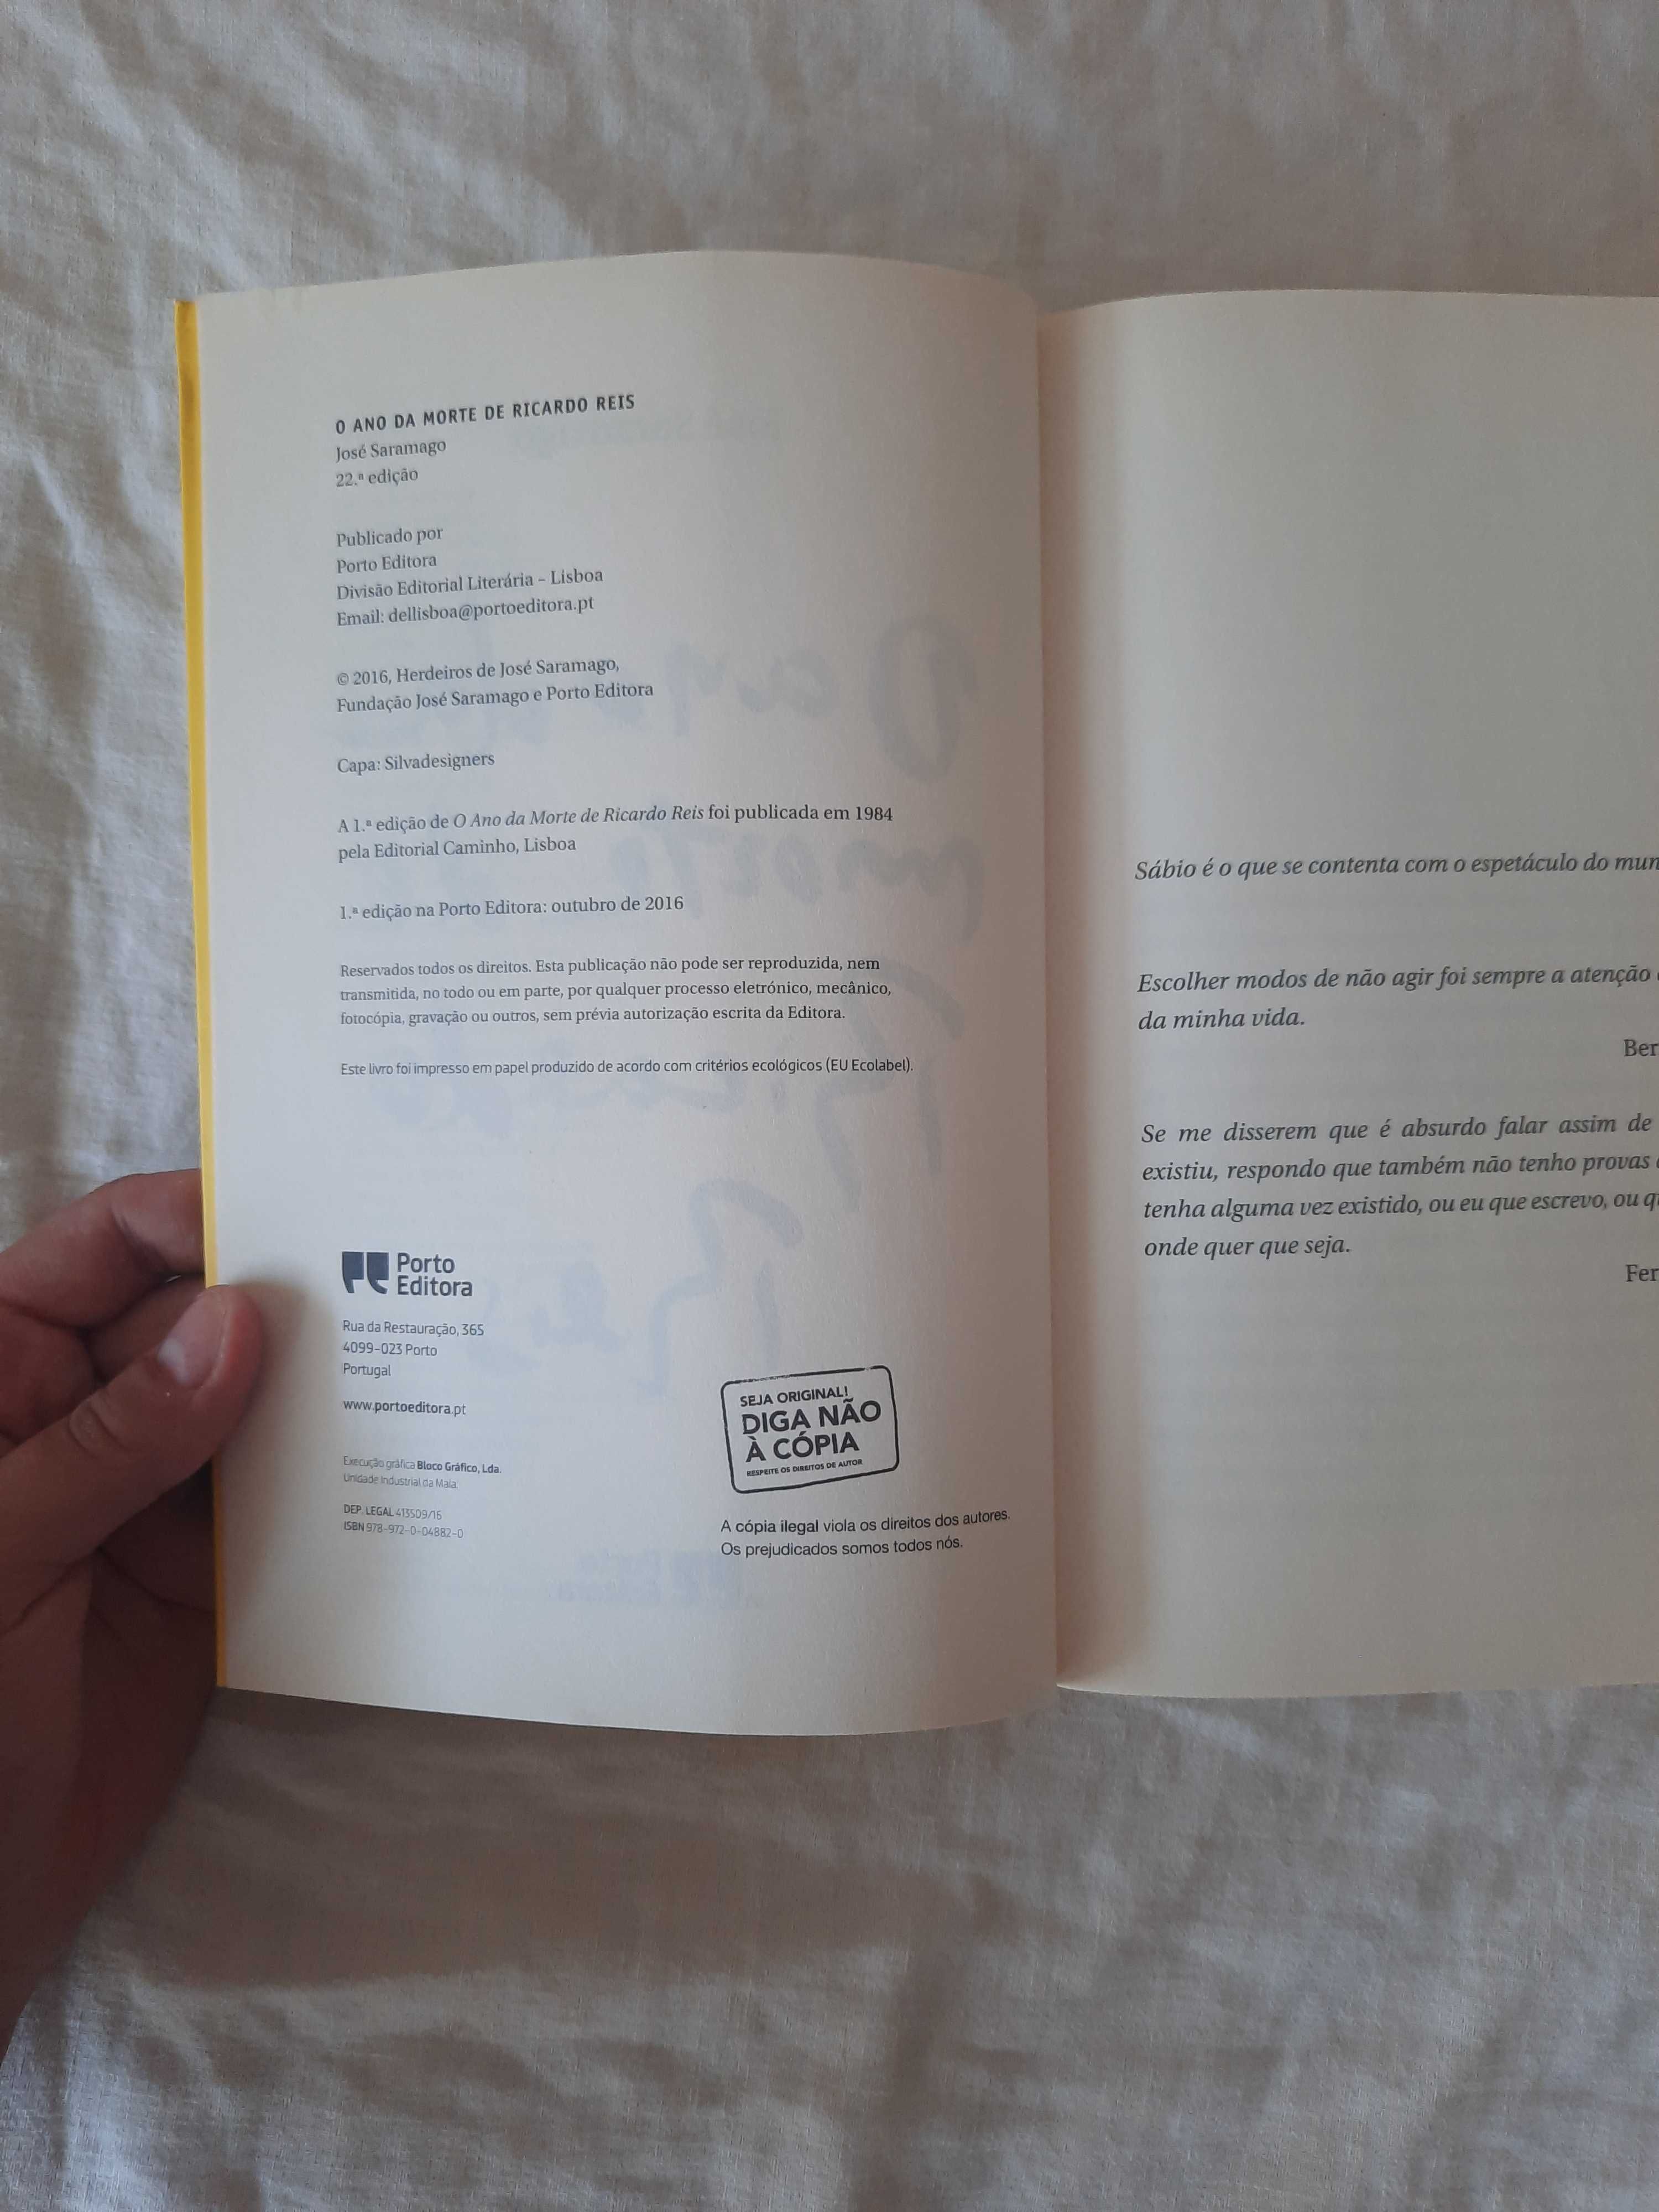 O ANO DA MORTE DE RICARDO REIS
José Saramago
22.ª edição
Publicado por
Porto Editora
Divisão Editorial Literária – Lisboa
Email: dellisboa@portoeditora.pt
© 2016, Herdeiros de José Saramago,
Fundação José Saramago e Porto Editora
Capa: Silvadesigners
A 1.ª edição de O Ano da Morte de Ricardo Reis foi publicada em 1984
pela Editorial Caminho, Lisboa
1.ª edição na Porto Editora: outubro de 2016
Reservados todos os direitos. Esta publicação não pode ser reproduzida, nem
transmitida, no todo ou em parte, por qualquer processo eletrónico, mecânico,
fotocópia, gravação ou outros, sem prévia autorização escrita da Editora.
Este livro foi impresso em papel produzido de acordo com critérios ecológicos (EU Ecolabel).
Porto
Editora
Rua da Restauração, 365
4099-023 Porto
Portugal
www.portoeditora.pt
Execução gráfica Bloco Gráfico, Lda.
Unidade Industrial da Maia.
DEP. LEGAL 413509/16
ISBN 978-972-0-04882-0
SEJA ORIGINAL!
DIGA NÃO
À CÓPIA
RESPEITE OS DIREITOS DE AUTOR
A cópia ilegal viola os direitos dos autores.
Os prejudicados somos todos nós.
Sábio é o que se contenta com o espetáculo do mun
Escolher modos de não agir foi sempre a atenção
da minha vida.
Ber
Se me disserem que é absurdo falar assim de
existiu, respondo que também não tenho provas
tenha alguma vez existido, ou eu que escrevo, ou qu
onde quer que seja.
Fer